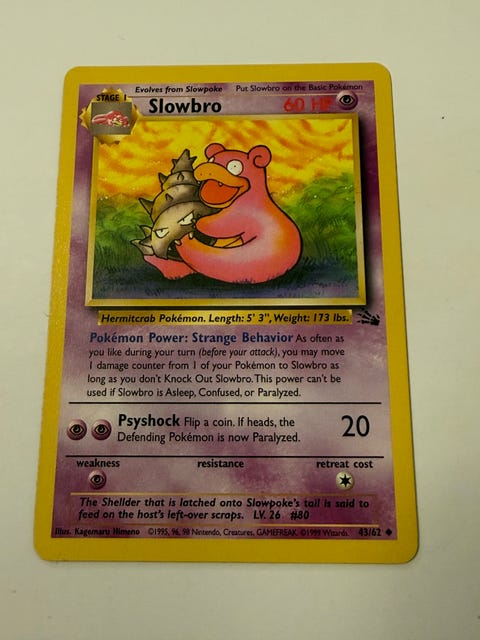 Evolves from Slowpoke Put Slowbro on the Basic Pokémon
STAGE 1 Slowbro 60 HP
Hermitcrab Pokémon. Length: 5' 3", Weight: 173 lbs.
Pokémon Power: Strange Behavior As often as
you like during your turn (before your attack), you may move
1 damage counter from 1 of your Pokémon to Slowbro as
long as you don't Knock Out Slowbro. This power can't be
used if Slowbro is Asleep, Confused, or Paralyzed.
Psyshock Flip a coin. If heads, the
Defending Pokémon is now Paralyzed. 20
weakness resistance retreat cost
The Shellder that is latched onto Slowpoke's tail is said to
feed on the host's left-over scraps. LV. 26 #80
Illus. Kagemaru Himeno ©1995, 96, 98 Nintendo, Creatures, GAMEFREAK. ©1999 Wizards. 43/62